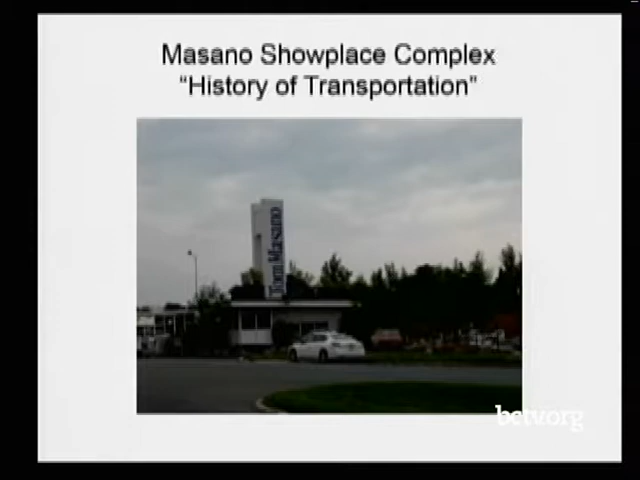 Masano Showplace Complex
“History of Transportation”
Tom Masano
bctv.org